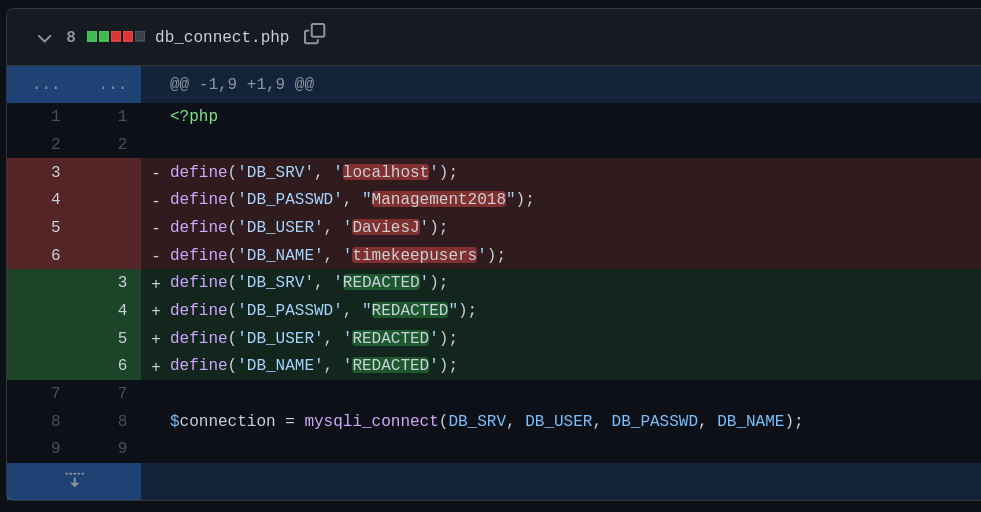 8 db_connect.php
... ... @@ -1,9 +1,9 @@
1 1 <?php
2 2
3 - define('DB_SRV', 'localhost');
4 - define('DB_PASSWD', "Management2018");
5 - define('DB_USER', 'DaviesJ');
6 - define('DB_NAME', 'timekeepusers');
3 + define('DB_SRV', 'REDACTED');
4 + define('DB_PASSWD', "REDACTED");
5 + define('DB_USER', 'REDACTED');
6 + define('DB_NAME', 'REDACTED');
7 7
8 8 $connection = mysqli_connect(DB_SRV, DB_USER, DB_PASSWD, DB_NAME);
9 9